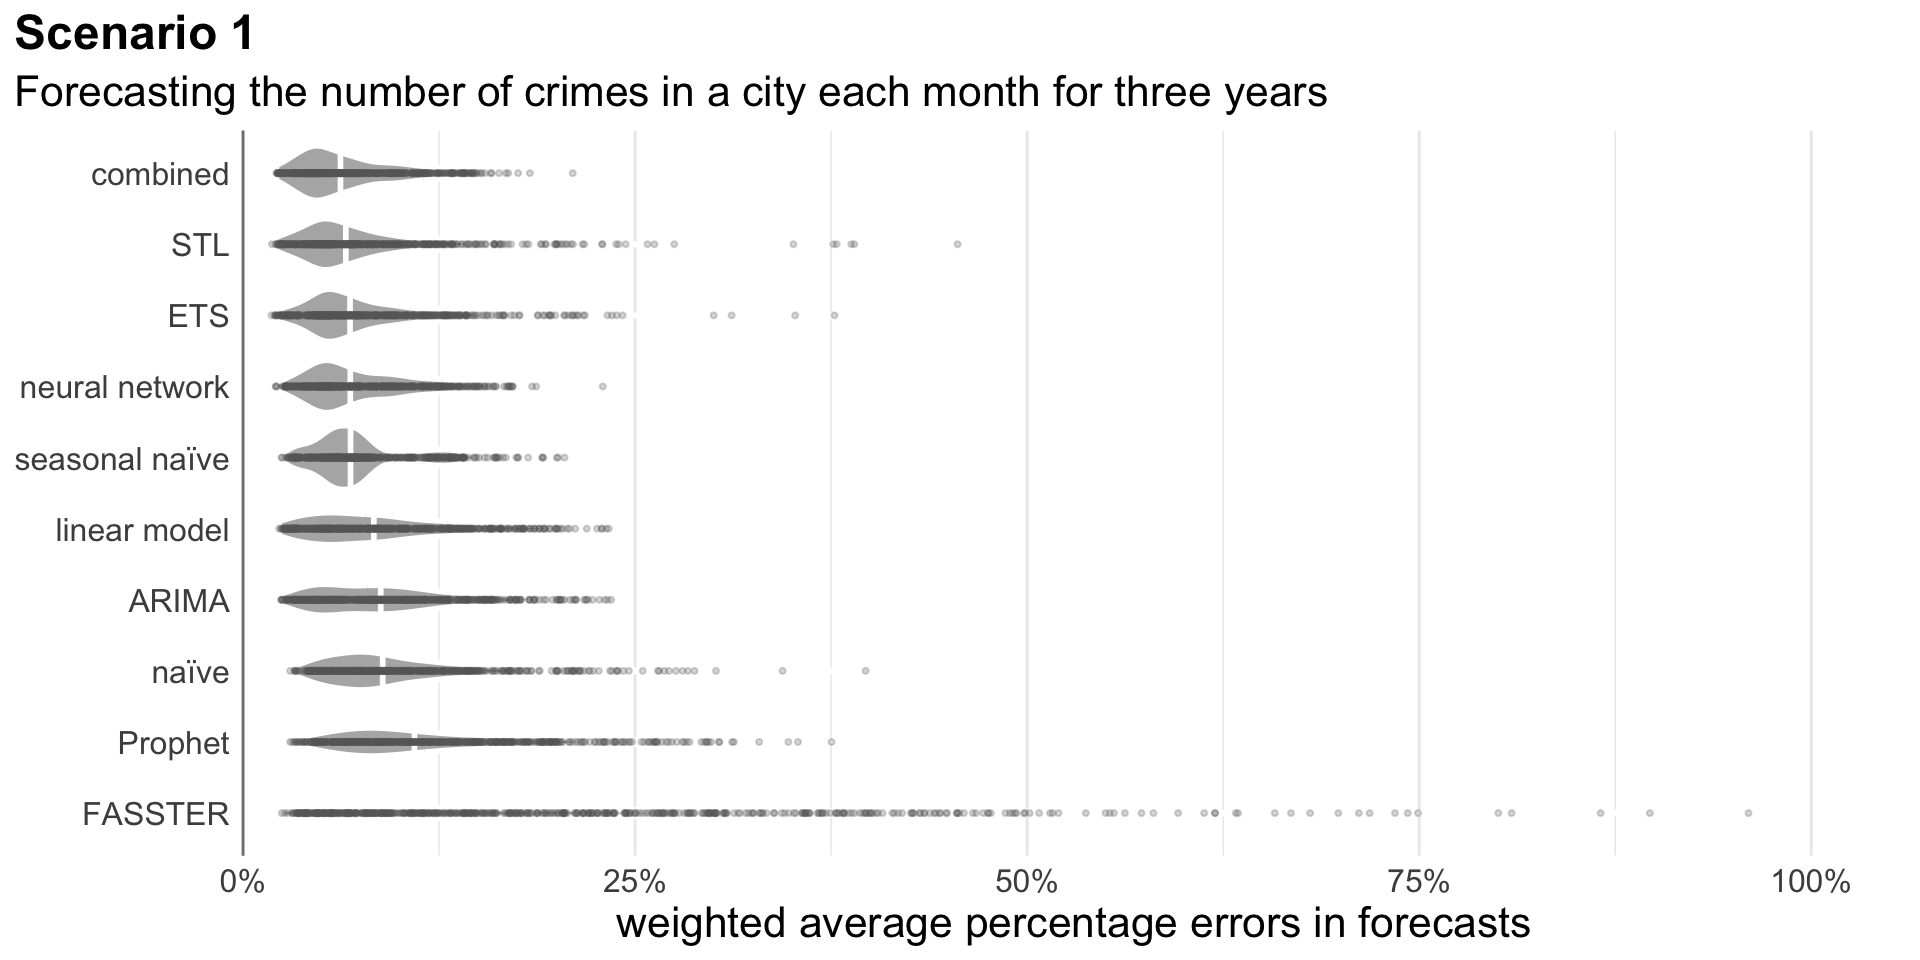 Scenario 1
Forecasting the number of crimes in a city each month for three years
combined
STL
ETS
neural network
seasonal naïve
linear model
ARIMA
naïve
Prophet
FASSTER
0% 25% 50% 75% 100%
weighted average percentage errors in forecasts